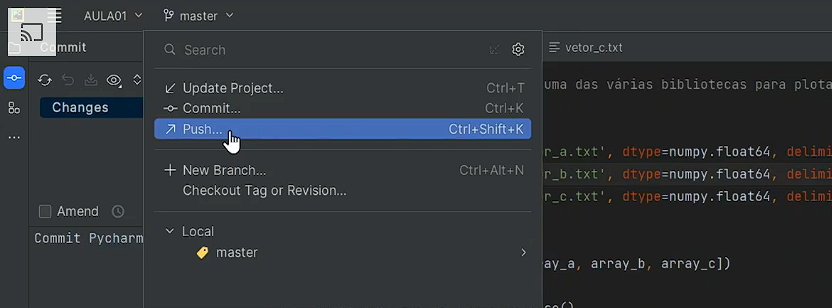 AULA01 master
Commit
Search
vetor_c.txt
uma das várias bibliotecas para plota
Update Project... Ctrl+T
Commit... Ctrl+K
Changes
Push... Ctrl+Shift+K
r_a.txt', dtype=numpy.float64, delimi
New Branch... Ctrl+Alt+N
r_b.txt', dtype=numpy.float64, delimi
Checkout Tag or Revision...
r_c.txt', dtype=numpy.float64, delimi
Amend
Local
Commit Pycharm
master
ay_a, array_b, array_c])